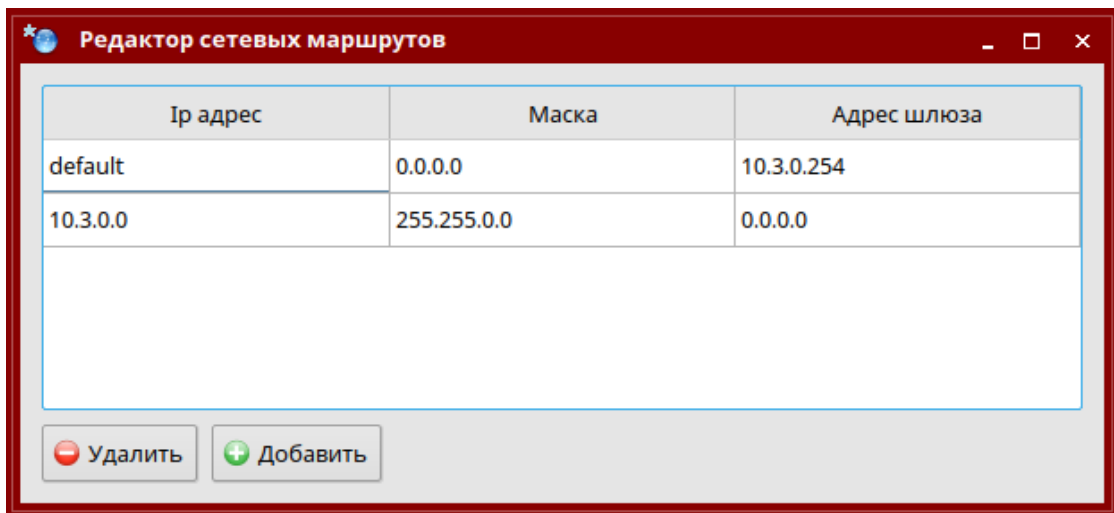 Редактор сетевых маршрутов
Ip адрес Маска Адрес шлюза
default 0.0.0.0 10.3.0.254
10.3.0.0 255.255.0.0 0.0.0.0
Удалить Добавить